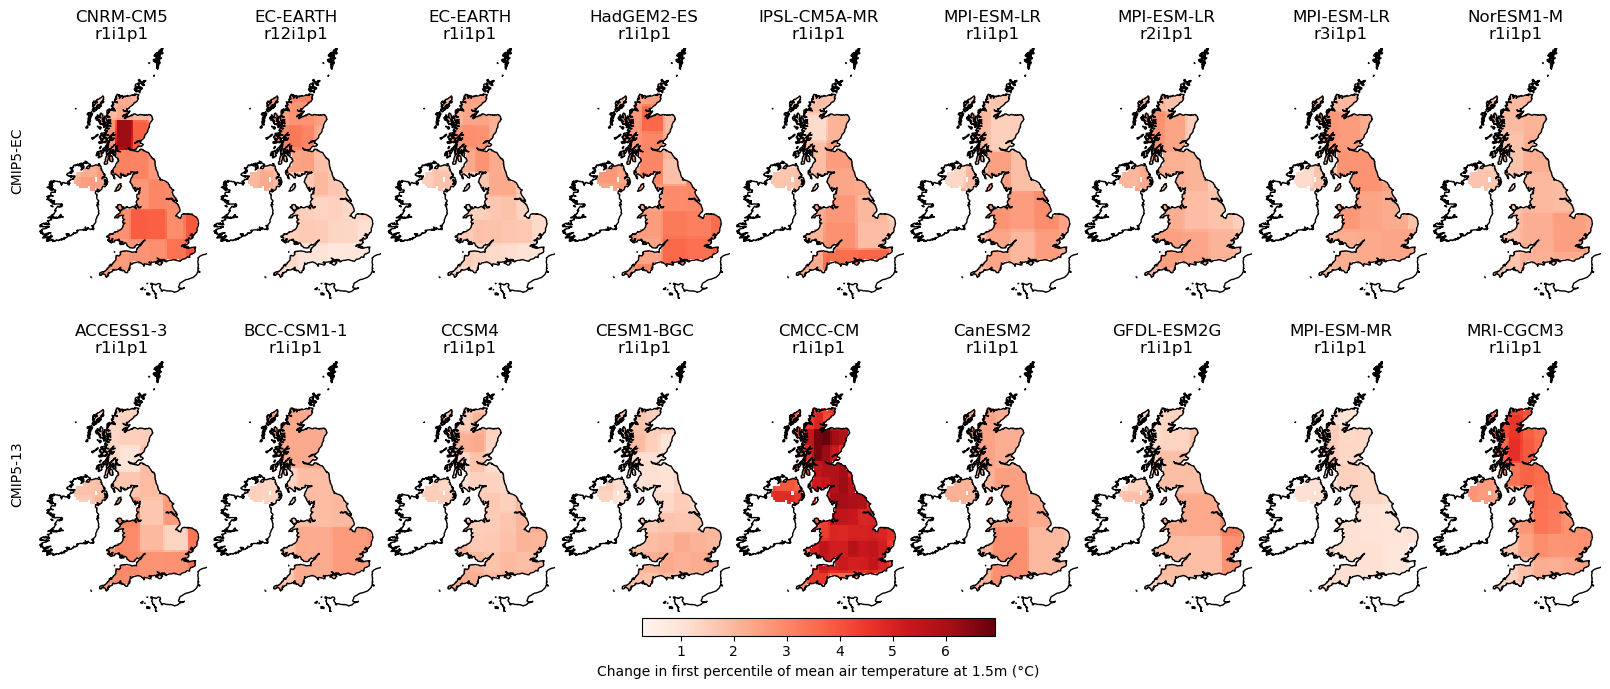 CNRM-CM5 EC-EARTH EC-EARTH HadGEM2-ES IPSL-CM5A-MR MPI-ESM-LR MPI-ESM-LR MPI-ESM-LR NorESM1-M
r1i1p1 r12i1p1 r1i1p1 r1i1p1 r1i1p1 r1i1p1 r2i1p1 r3i1p1 r1i1p1
CMIP5-EC
ACCESS1-3 BCC-CSM1-1 CCSM4 CESM1-BGC CMCC-CM CanESM2 GFDL-ESM2G MPI-ESM-MR MRI-CGCM3
r1i1p1 r1i1p1 r1i1p1 r1i1p1 r1i1p1 r1i1p1 r1i1p1 r1i1p1 r1i1p1
CMIP5-13
1 2 3 4 5 6
Change in first percentile of mean air temperature at 1.5m (°C)